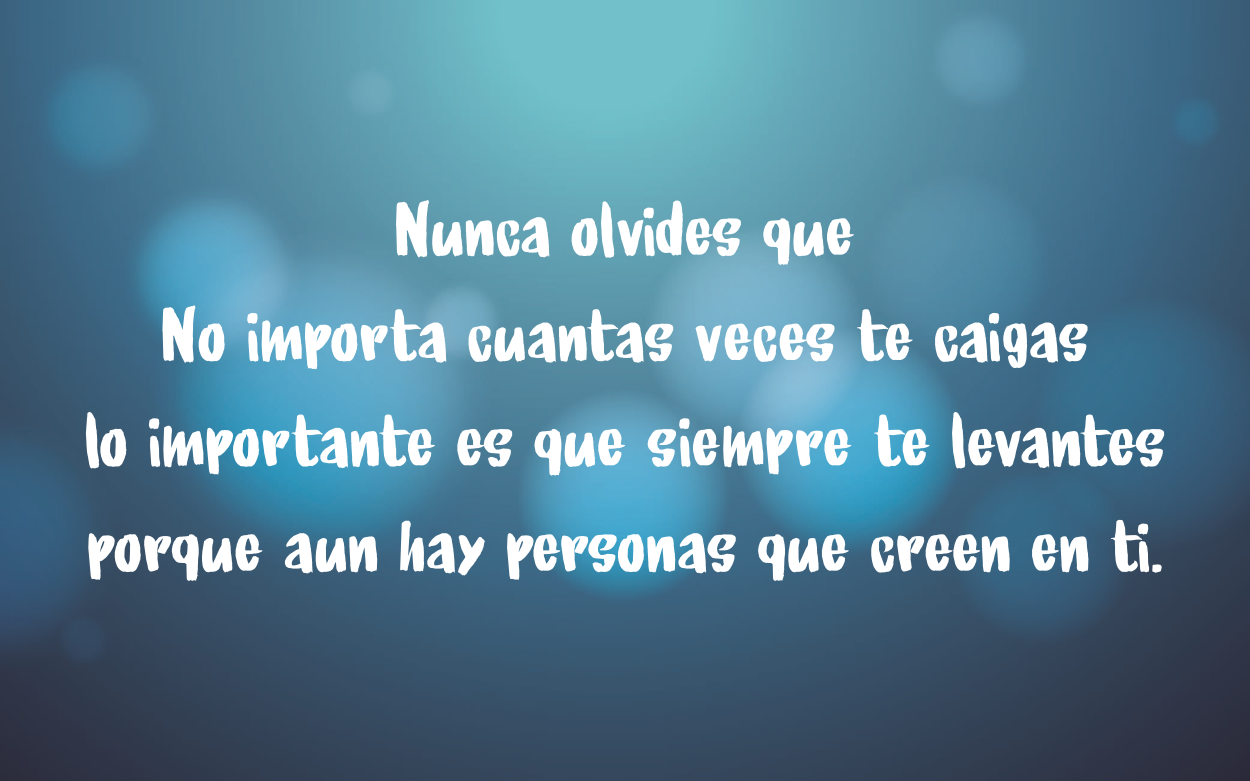 Nunca olvides que
No importa cuantas veces te caigas
lo importante es que siempre te levantes
porque aun hay personas que creen en ti.